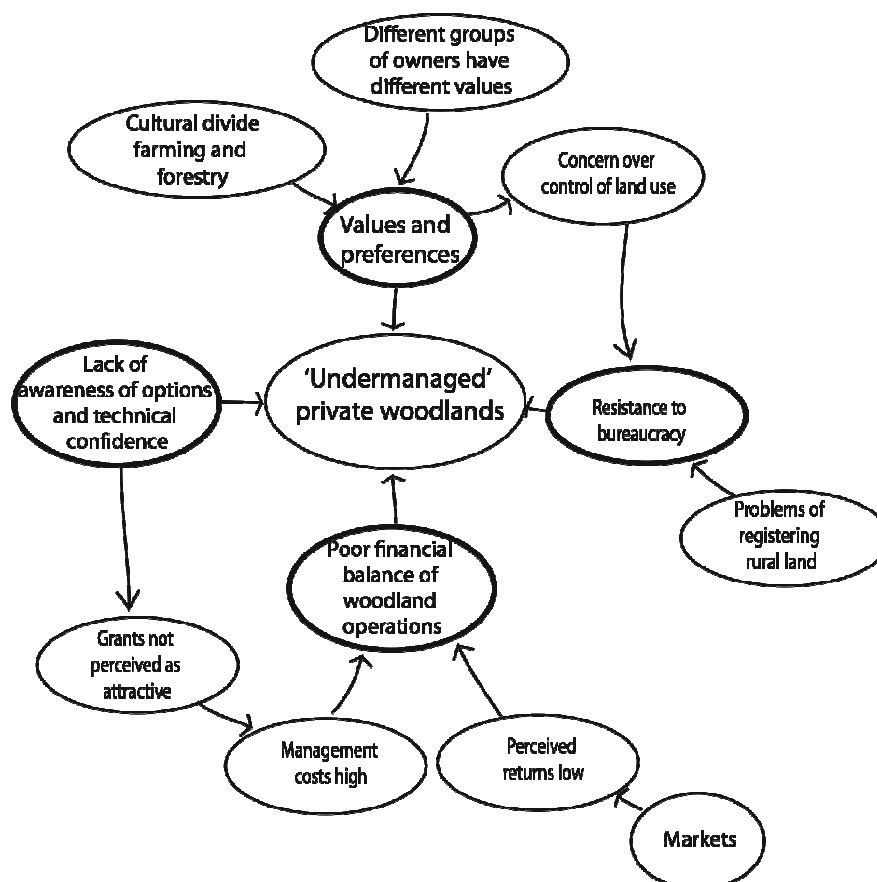 Different groups
of owners have
different values
Cultural divide
farming and
forestry
Concern over
control of land use
Values and
preferences
Lack of
awareness of options
and technical
confidence
'Undermanaged'
private woodlands
Resistance to
bureaucracy
Problems of
registering
rural land
Poor financial
balance of
woodland
operations
Grants not
perceived as
attractive
Management
costs high
Perceived
returns low
Markets